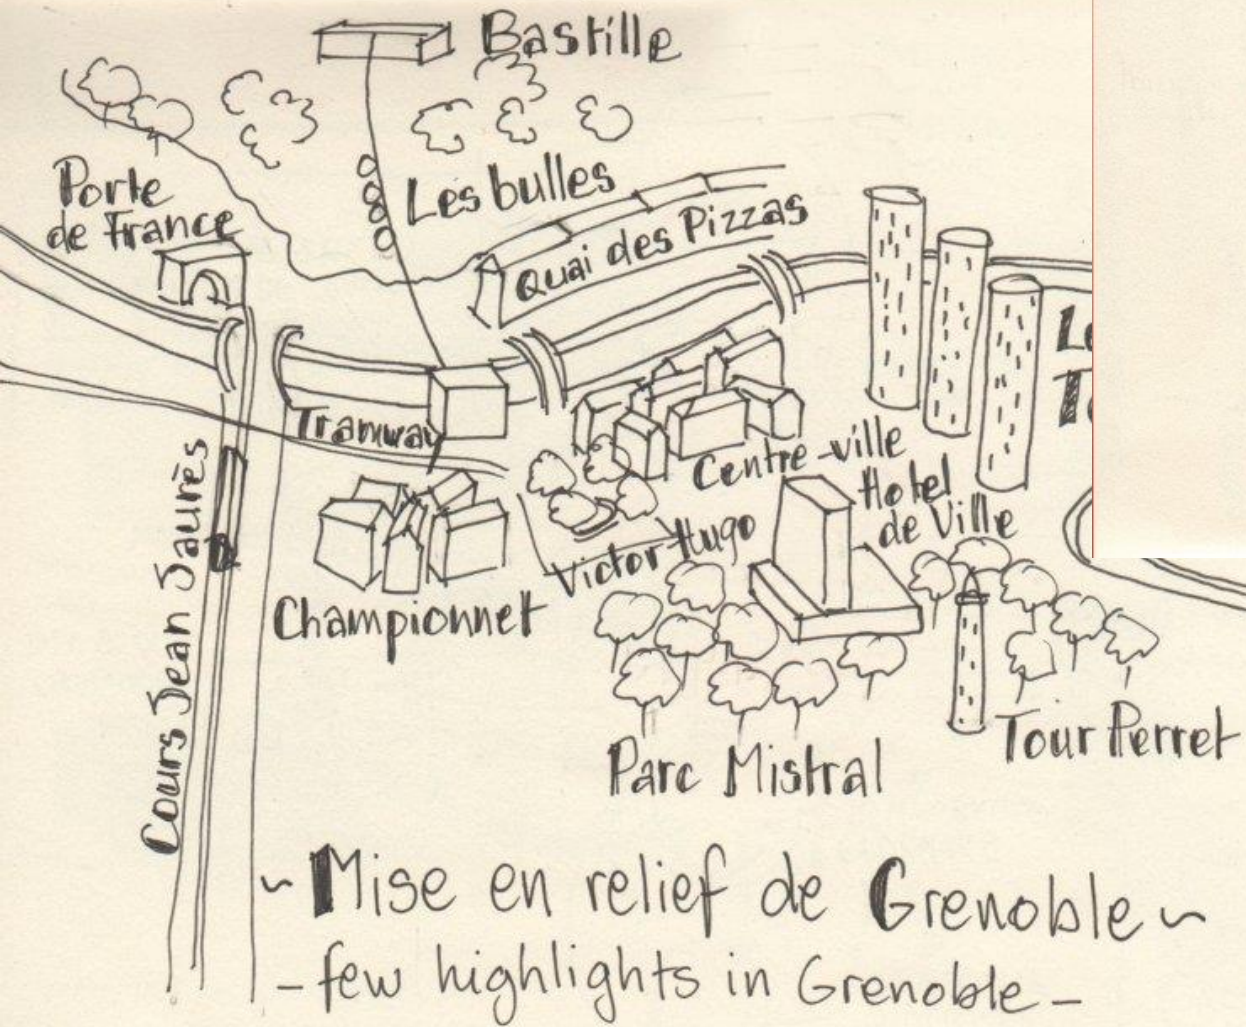 Bastille
Porte
de France
Les bulles
Quai des Pizzas
Tramway
Centre-ville
Hotel
de Ville
Victor Hugo
Championnet
Cours Jean Jaurès
Parc Mistral
Tour Perret
~ Mise en relief de Grenoble ~
- few highlights in Grenoble -